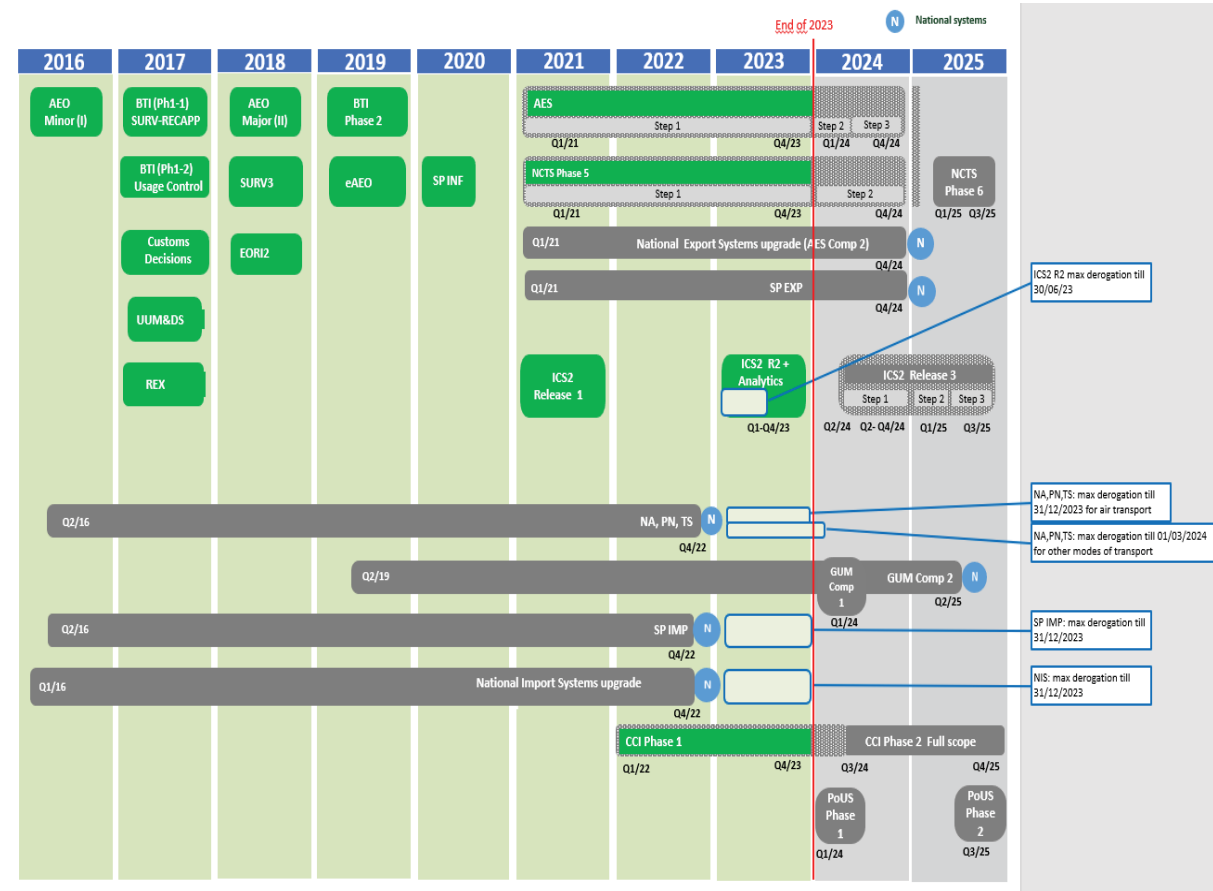 End of 2023
N
National systems
2016
2017
2018
2019
2020
2021
2022
2023
2024
2025
AEO
Minor (I)
BTI (Ph1-1)
SURV-RECAPP
AEO
Major (II)
BTI
Phase 2
AES
Step 1
Step 2
Step 3
Q1/21
Q4/23
Q1/24
Q4/24
BTI (Ph1-2)
Usage Control
SURV3
eAEO
SP INF
NCTS Phase 5
Step 1
Step 2
Q1/21
Q4/23
Q4/24
NCTS
Phase 6
Q1/25
Q3/25
Customs
Decisions
EORI2
Q1/21
National Export Systems upgrade (AES Comp 2)
N
Q4/24
Q1/21
SP EXP
N
Q4/24
ICS2 R2 max derogation till
30/06/23
UUM&DS
REX
ICS2
Release 1
ICS2 R2 +
Analytics
Q1-Q4/23
ICS2 Release 3
Step 1
Step 2
Step 3
Q2/24
Q2- Q4/24
Q1/25
Q3/25
Q2/16
NA, PN, TS
N
Q4/22
NA,PN,TS: max derogation till
31/12/2023 for air transport
NA,PN,TS: max derogation till 01/03/2024
for other modes of transport
Q2/19
GUM
Comp
1
Q1/24
GUM Comp 2
N
Q2/25
Q2/16
SP IMP
N
Q4/22
SP IMP: max derogation till
31/12/2023
Q1/16
National Import Systems upgrade
N
Q4/22
NIS: max derogation till
31/12/2023
CCI Phase 1
Q1/22
Q4/23
CCI Phase 2 Full scope
Q3/24
Q4/25
PoUS
Phase
1
Q1/24
PoUS
Phase
2
Q3/25